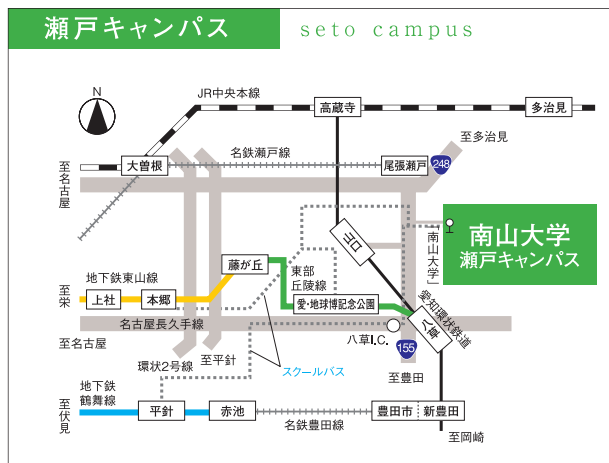 瀬戸キャンパス
seto campus
N
JR中央本線
高蔵寺
多治見
至多治見
至名古屋
大曽根
名鉄瀬戸線
尾張瀬戸
248
山口
「南山大学」
南山大学
瀬戸キャンパス
藤が丘
東部
丘陵線
至栄
地下鉄東山線
上社
本郷
愛・地球博記念公園
愛知環状鉄道
八草
名古屋長久手線
至名古屋
八草I.C.
155
至平針
環状2号線
スクールバス
至豊田
地下鉄
鶴舞線
至伏見
平針
赤池
名鉄豊田線
豊田市
新豊田
至岡崎